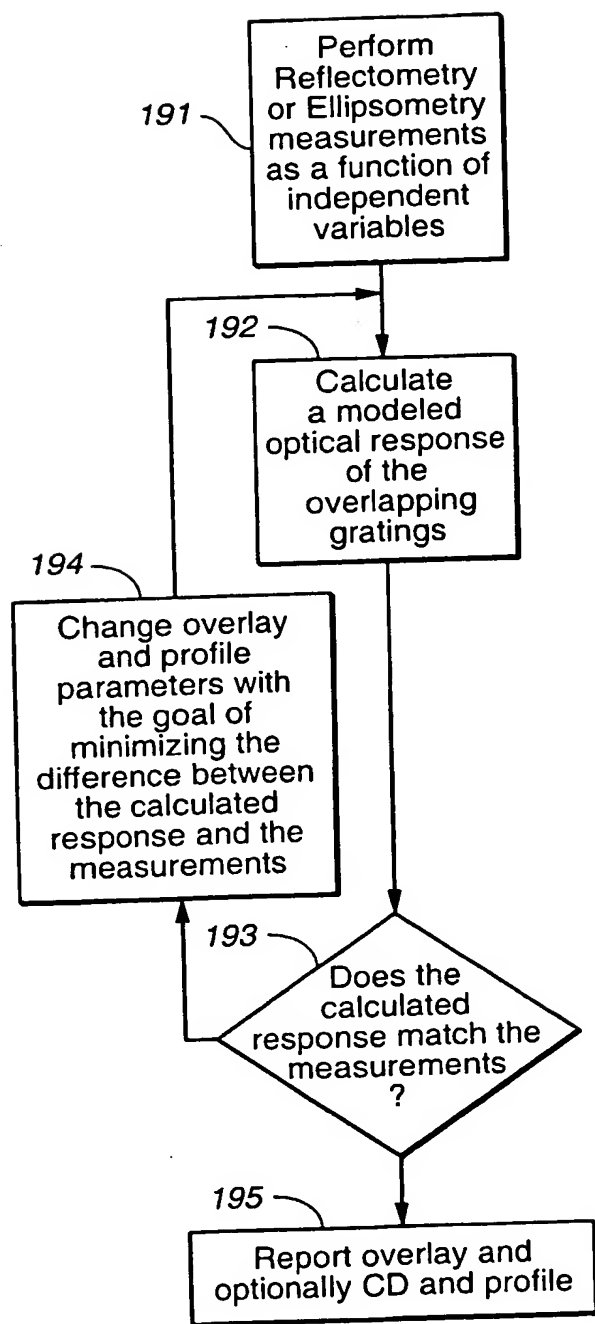 191
Perform
Reflectometry
or Ellipsometry
measurements
as a function of
independent
variables
192
Calculate
a modeled
optical response
of the
overlapping
gratings
194
Change overlay
and profile
parameters with
the goal of
minimizing the
difference between
the calculated
response and the
measurements
193
Does the
calculated
response match the
measurements
?
195
Report overlay and
optionally CD and profile